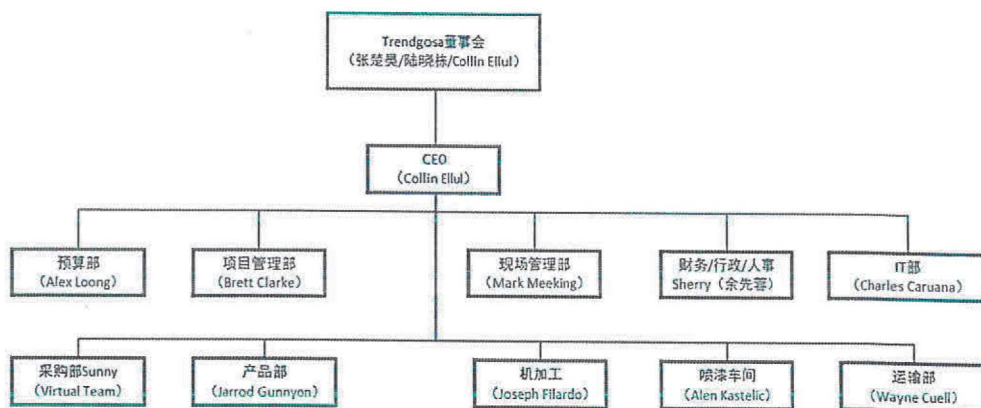 Trendgosa董事会
（张楚昊/陆晓栋/Collin Ellul）
CEO
（Collin Ellul）
预算部
（Alex Loong）
项目管理部
（Brett Clarke）
现场管理部
（Mark Meeking）
财务/行政/人事
Sherry（余先蓉）
IT部
（Charles Caruana）
采购部Sunny
（Virtual Team）
产品部
（Jarrod Gunnyon）
机加工
（Joseph Filardo）
喷漆车间
（Alen Kastelic）
运输部
（Wayne Cuell）